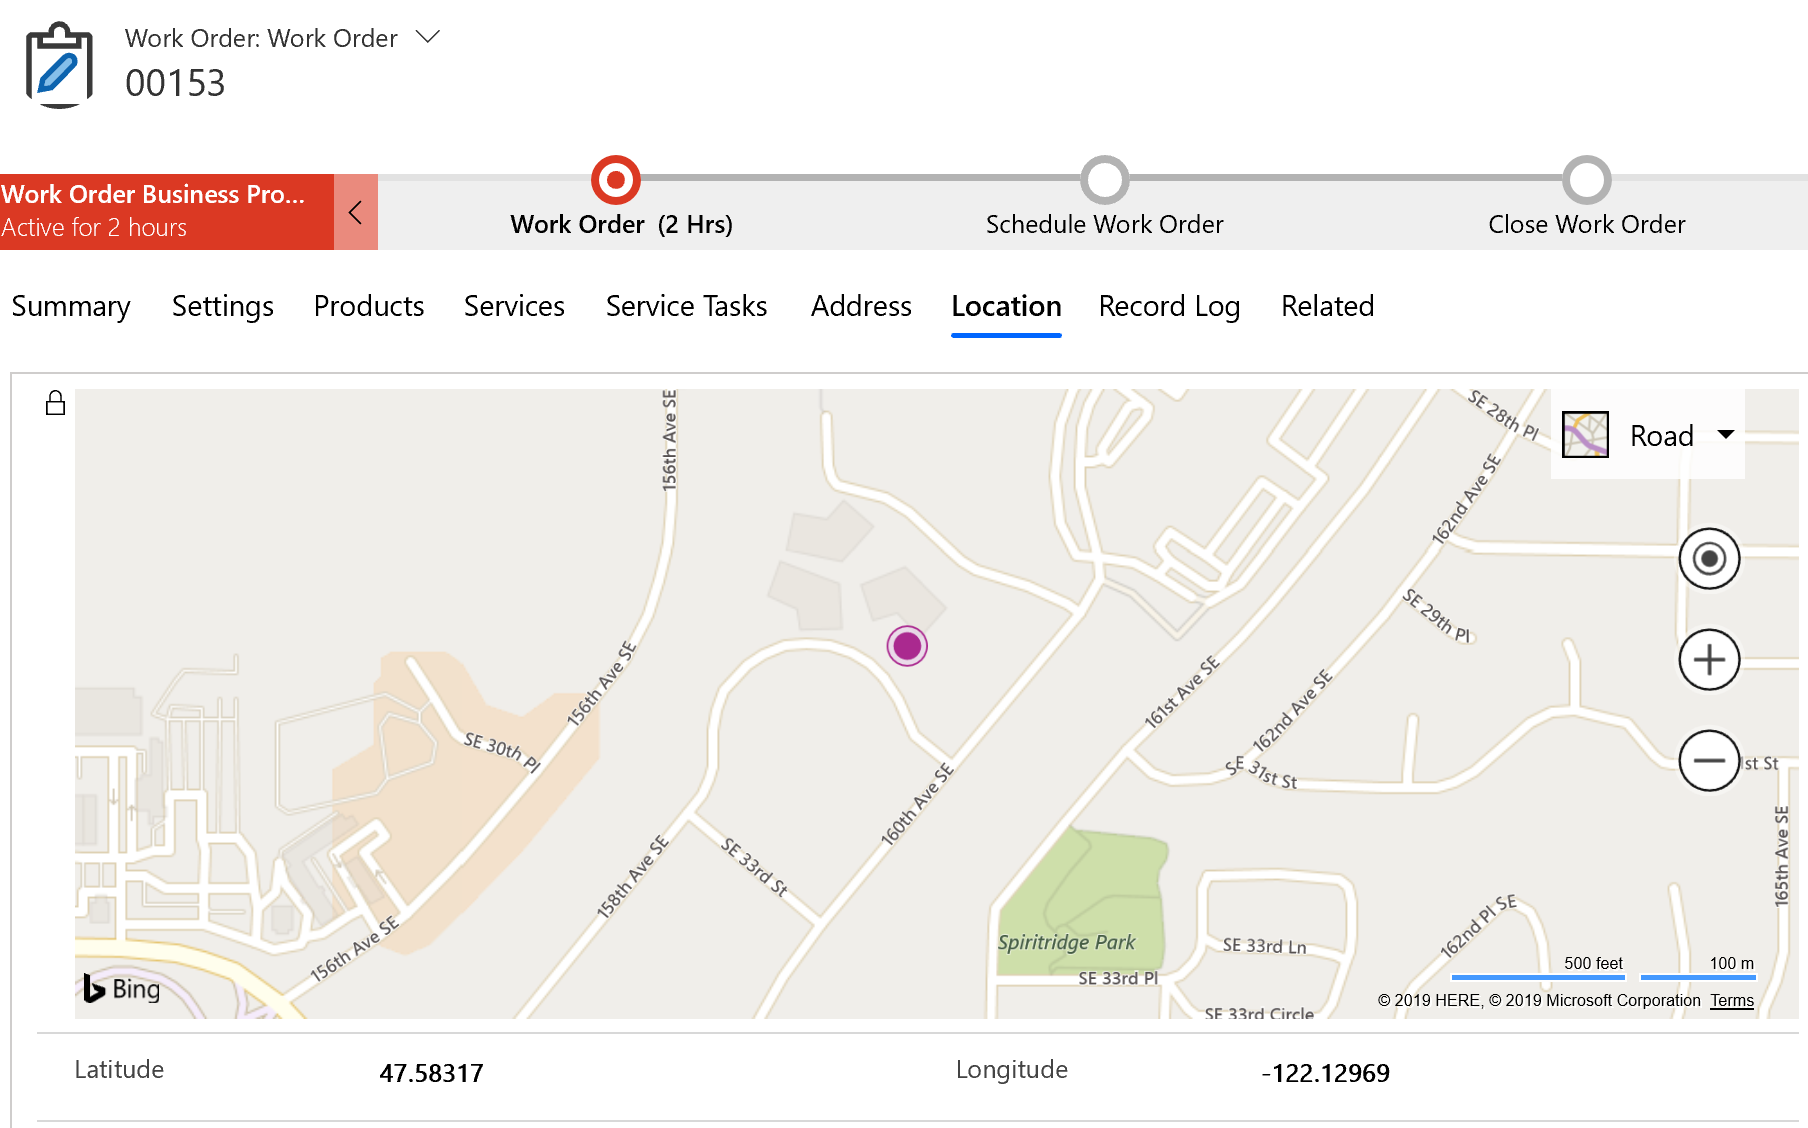 Work Order: Work Order
00153
Work Order Business Pro...
Active for 2 hours
Work Order (2 Hrs)
Schedule Work Order
Close Work Order
Summary Settings Products Services Service Tasks Address Location Record Log Related
156th Ave SE
SE 28th Pl
Road
162nd Ave SE
SE 29th Pl
156th Ave SE
161st Ave SE
162nd Ave SE
SE 30th Pl
SE 31st St
1st St
160th Ave SE
158th Ave SE
SE 33rd St
165th Ave SE
156th Ave SE
Spiritridge Park
SE 33rd Ln
162nd Pl SE
SE 33rd Pl
SE 33rd Circle
Bing
500 feet
100 m
© 2019 HERE, © 2019 Microsoft Corporation Terms
Latitude 47.58317
Longitude -122.12969